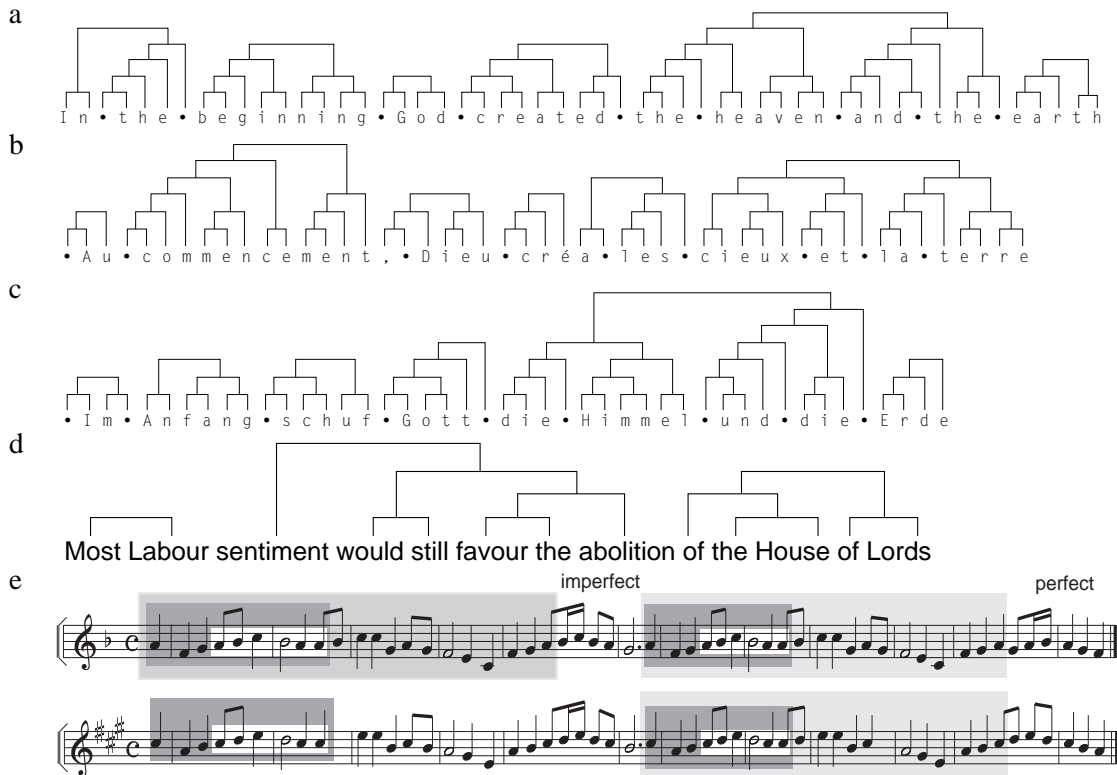 a
In•the•beginning•God•created•the•heaven•and•the•earth
b
•Au•commencement,•Dieu•créa•les•cieux•et•la•terre
c
•Im•Anfang•schuf•Gott•die•Himmel•und•die•Erde
d
Most Labour sentiment would still favour the abolition of the House of Lords
e
imperfect perfect